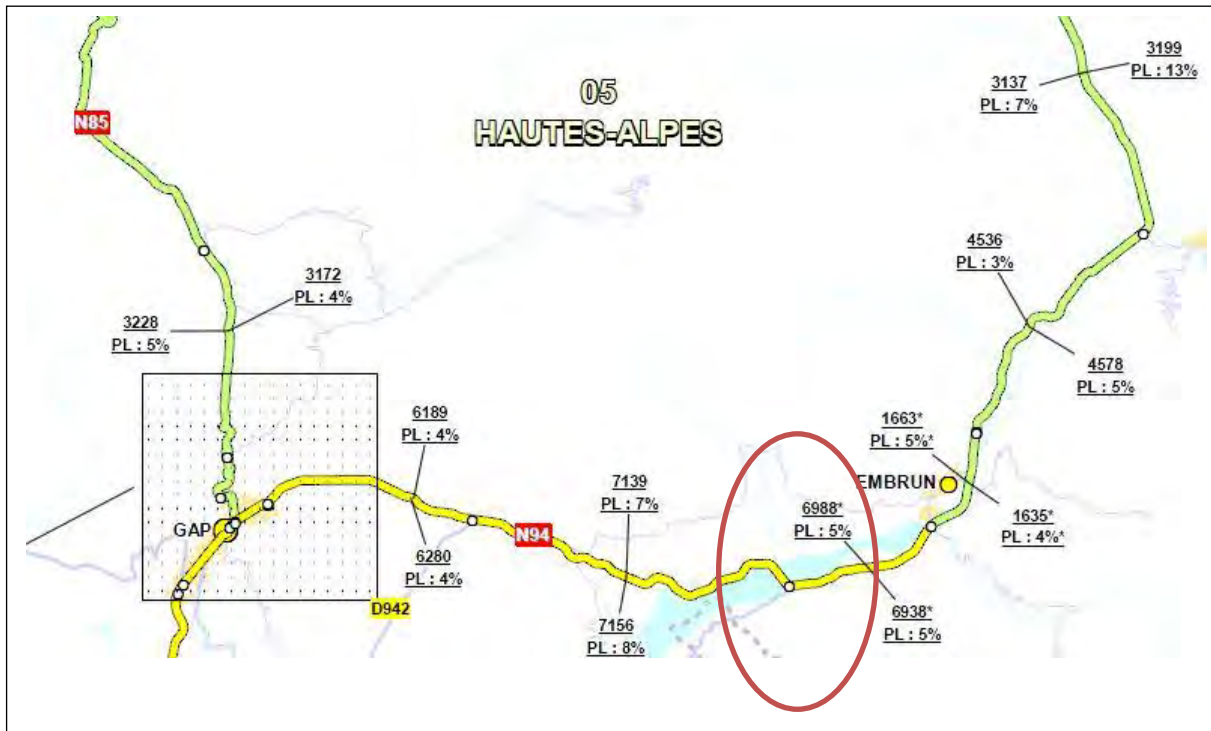 05
HAUTES-ALPES
3199
PL : 13%
3137
PL : 7%
N85
4536
PL : 3%
3172
PL : 4%
3228
PL : 5%
4578
PL : 5%
6189
PL : 4%
1663*
PL : 5%*
7139
PL : 7%
EMBRUN
6988*
PL : 5%
1635*
PL : 4%*
GAP
N94
6280
PL : 4%
D942
7156
PL : 8%
6938*
PL : 5%